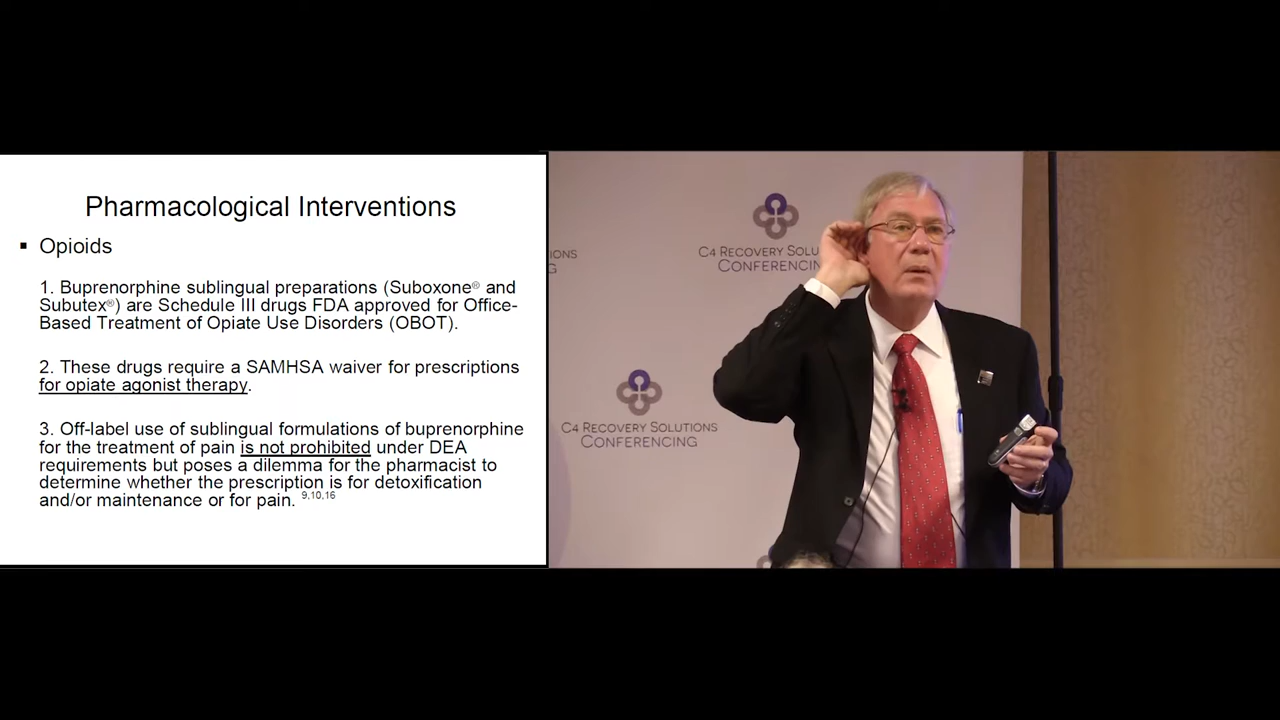 Pharmacological Interventions
▪ Opioids
1. Buprenorphine sublingual preparations (Suboxone® and
Subutex®) are Schedule III drugs FDA approved for Office-
Based Treatment of Opiate Use Disorders (OBOT).
2. These drugs require a SAMHSA waiver for prescriptions
for opiate agonist therapy.
3. Off-label use of sublingual formulations of buprenorphine
for the treatment of pain is not prohibited under DEA
requirements but poses a dilemma for the pharmacist to
determine whether the prescription is for detoxification
and/or maintenance or for pain. 9,10,16
IONS
G
C4 RECOVERY SOLU
CONFERENCIN
C4 RECOVERY SOLUTIONS
CONFERENCING